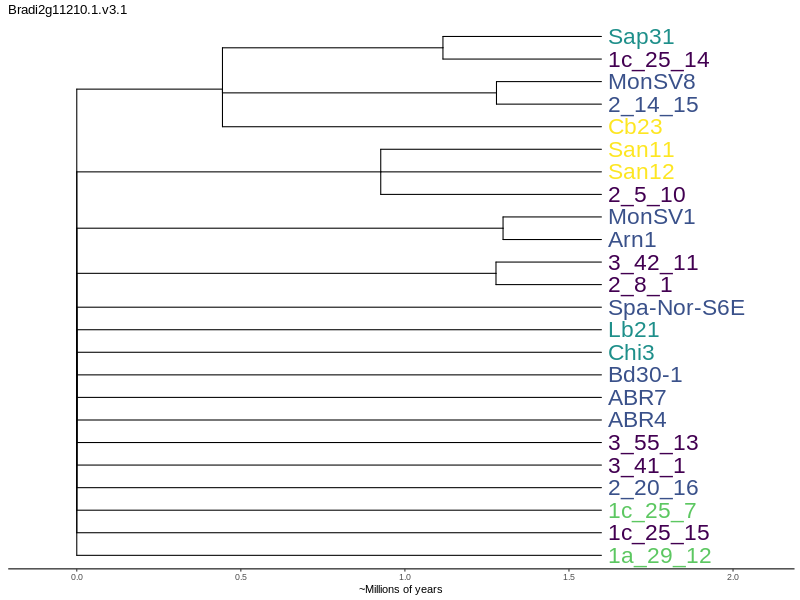 Bradi2g11210.1.v3.1
Sap31
1c_25_14
MonSV8
2_14_15
Cb23
San11
San12
2_5_10
MonSV1
Arn1
3_42_11
2_8_1
Spa-Nor-S6E
Lb21
Chi3
Bd30-1
ABR7
ABR4
3_55_13
3_41_1
2_20_16
1c_25_7
1c_25_15
1a_29_12
0.0 0.5 1.0 1.5 2.0
~Millions of years